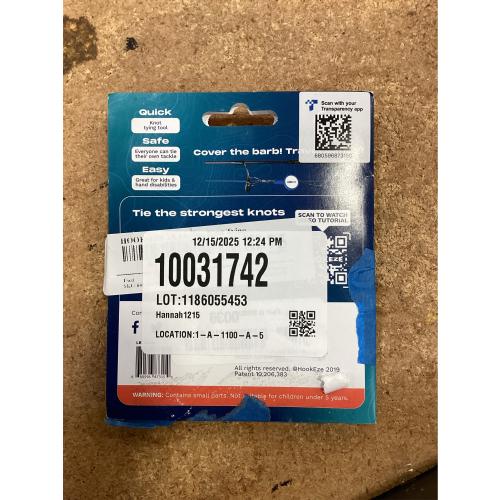 Quick
Knot
tying tool
Safe
Everyone can tie
their own tackle
Easy
Great for kids &
hand disabilities
Cover the barb!
Scan with your
Transparency app
Tie the strongest knots
SCAN TO WATCH
TUTORIAL
12/15/2025 12:24 PM
10031742
LOT:1186055453
Hannah1215
LOCATION:1-A-1100-A-5
All rights reserved. @HookEze 2019
Patent 10,206,383
WARNING: Contains small parts. Not suitable for children under 5 years.